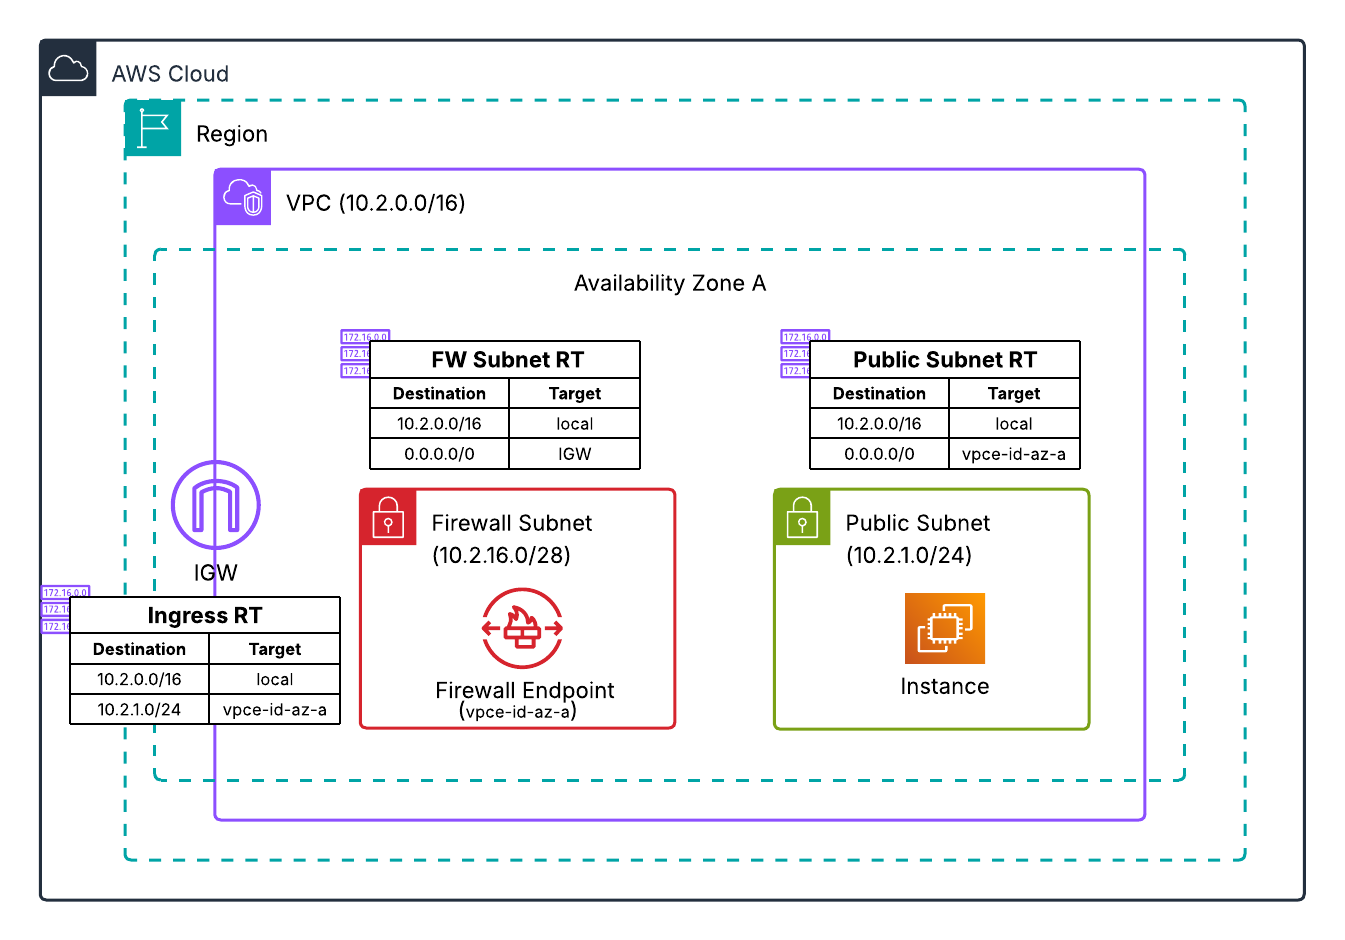 AWS Cloud
Region
VPC (10.2.0.0/16)
Availability Zone A
172.16.0.0
172.16
172.16
FW Subnet RT
Destination Target
10.2.0.0/16 local
0.0.0.0/0 IGW
172.16.0.0
172.16
172.16
Public Subnet RT
Destination Target
10.2.0.0/16 local
0.0.0.0/0 vpce-id-az-a
IGW
172.16.0.0
172.16
172.16
Ingress RT
Destination Target
10.2.0.0/16 local
10.2.1.0/24 vpce-id-az-a
Firewall Subnet
(10.2.16.0/28)
Firewall Endpoint
(vpce-id-az-a)
Public Subnet
(10.2.1.0/24)
Instance